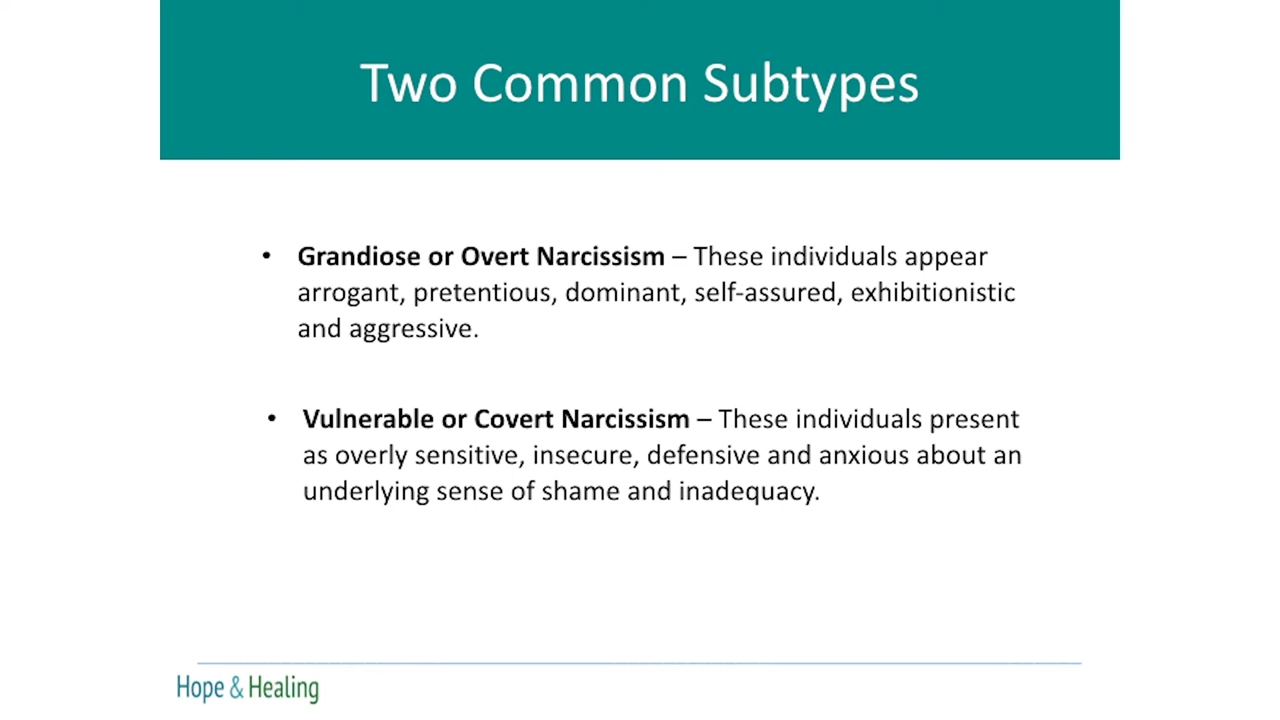 Two Common Subtypes
• Grandiose or Overt Narcissism – These individuals appear
arrogant, pretentious, dominant, self-assured, exhibitionistic
and aggressive.
• Vulnerable or Covert Narcissism – These individuals present
as overly sensitive, insecure, defensive and anxious about an
underlying sense of shame and inadequacy.
Hope & Healing